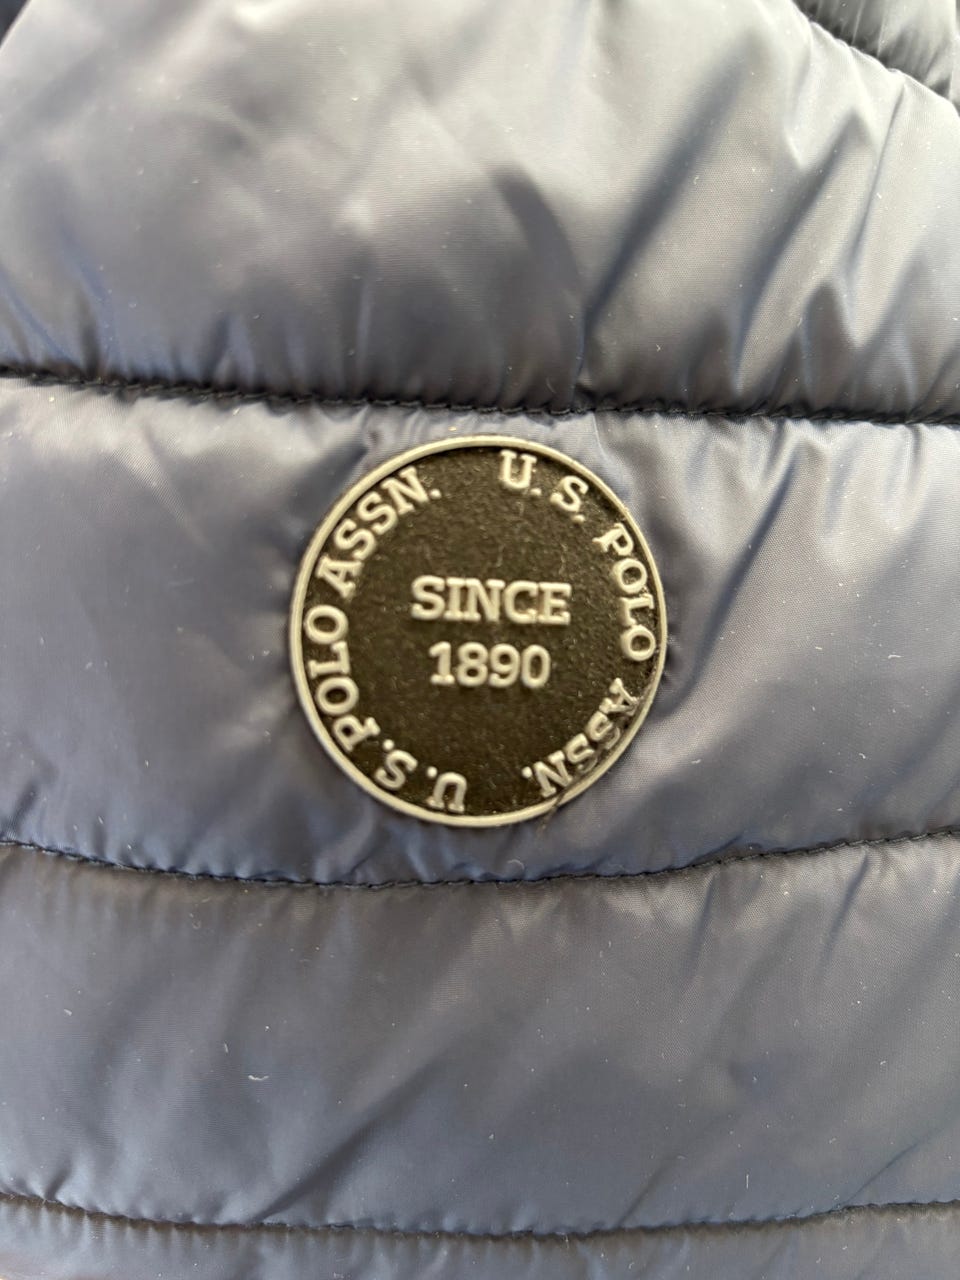 U.S. POLO ASSN.
U.S. POLO ASSN.
SINCE
1890